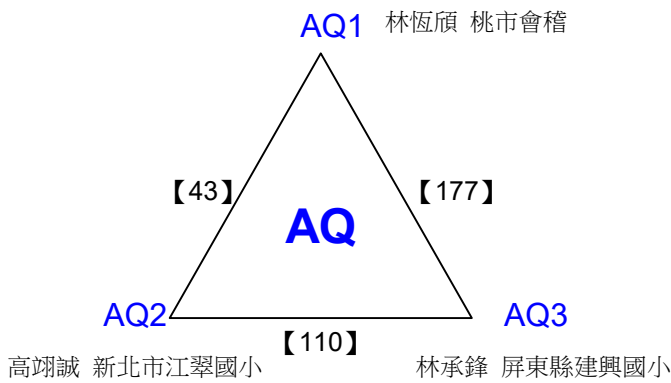 AQ1 林恆頎 桃市會稽
【43】
【177】
AQ
AQ2
AQ3
【110】
高翊誠 新北市江翠國小
林承鋒 屏東縣建興國小